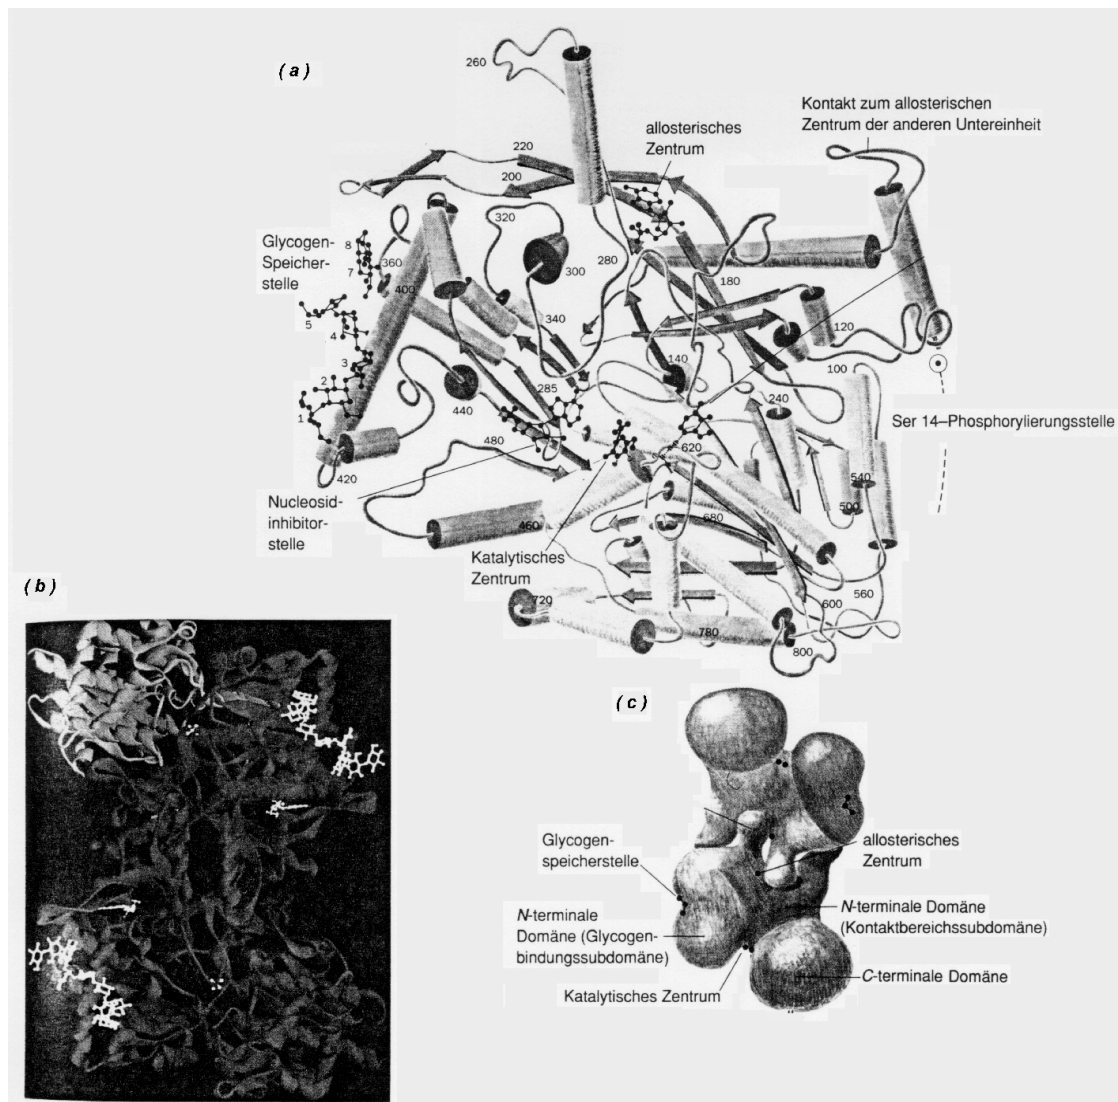 ( a )
260
allosterisches
Zentrum
Kontakt zum allosterischen
Zentrum der anderen Untereinheit
220
200
320
Glycogen-
Speicher-
stelle
8
7
360
400
300
280
180
5
4
340
120
3
140
100
2
285
1
440
240
Ser 14–Phosphorylierungsstelle
480
620
420
540
500
Nucleosid-
inhibitor-
stelle
460
680
Katalytisches
Zentrum
( b )
720
600
560
780
800
( c )
Glycogen-
speicherstelle
allosterisches
Zentrum
N-terminale
Domäne (Glycogen-
bindungssubdomäne)
N-terminale Domäne
(Kontaktbereichssubdomäne)
C-terminale Domäne
Katalytisches Zentrum